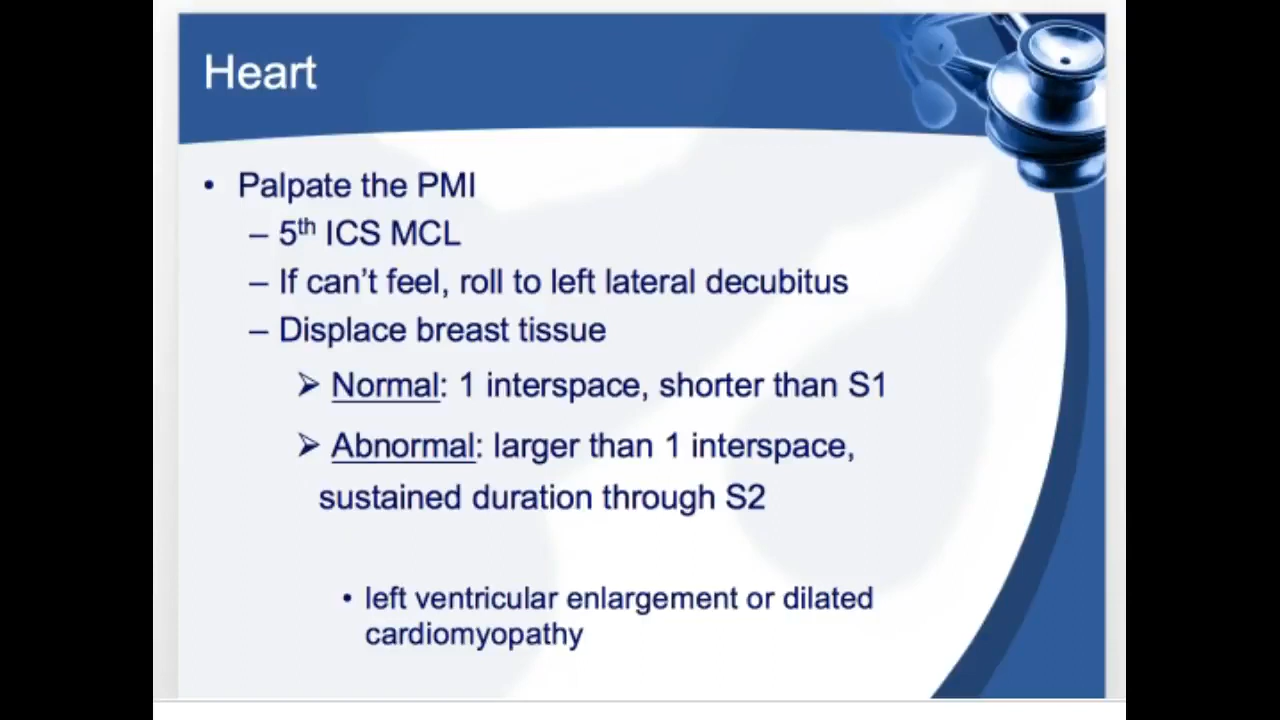 Heart
• Palpate the PMI
– 5th ICS MCL
– If can't feel, roll to left lateral decubitus
– Displace breast tissue
➢ Normal: 1 interspace, shorter than S1
➢ Abnormal: larger than 1 interspace,
sustained duration through S2
• left ventricular enlargement or dilated
cardiomyopathy